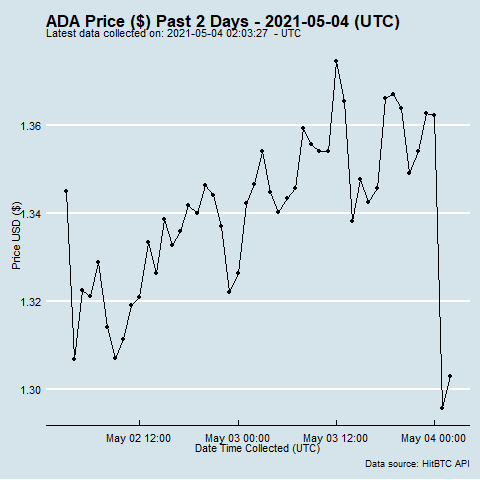 ADA Price ($) Past 2 Days - 2021-05-04 (UTC)
Latest data collected on: 2021-05-04 02:03:27 - UTC
1.36
1.34
1.32
1.30
Price USD ($)
May 02 12:00 May 03 00:00 May 03 12:00 May 04 00:00
Date Time Collected (UTC)
Data source: HitBTC API